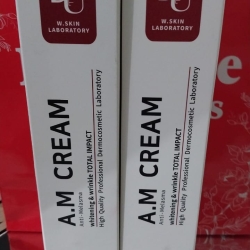 W.SKIN
LABORATORY
A.M CREAM
Anti -Melasma
whitening & wrinkle TOTAL IMPACT
High Quality Professional Dermocosmetic Laboratory
W.SKIN
LABORATORY
A.M CREAM
Anti -Melasma
whitening & wrinkle TOTAL IMPACT
High Quality Professional Dermocosmetic Laboratory